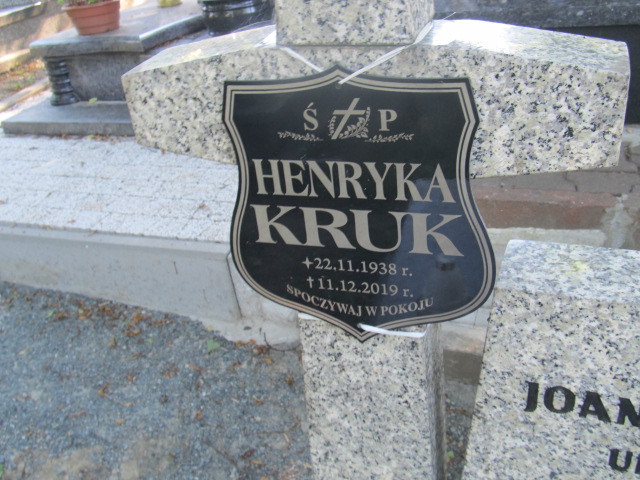 Ś P
HENRYKA
KRUK
22.11.1938 r.
†11.12.2019 r.
SPOCZYWAJ W POKOJU
JOAN
U